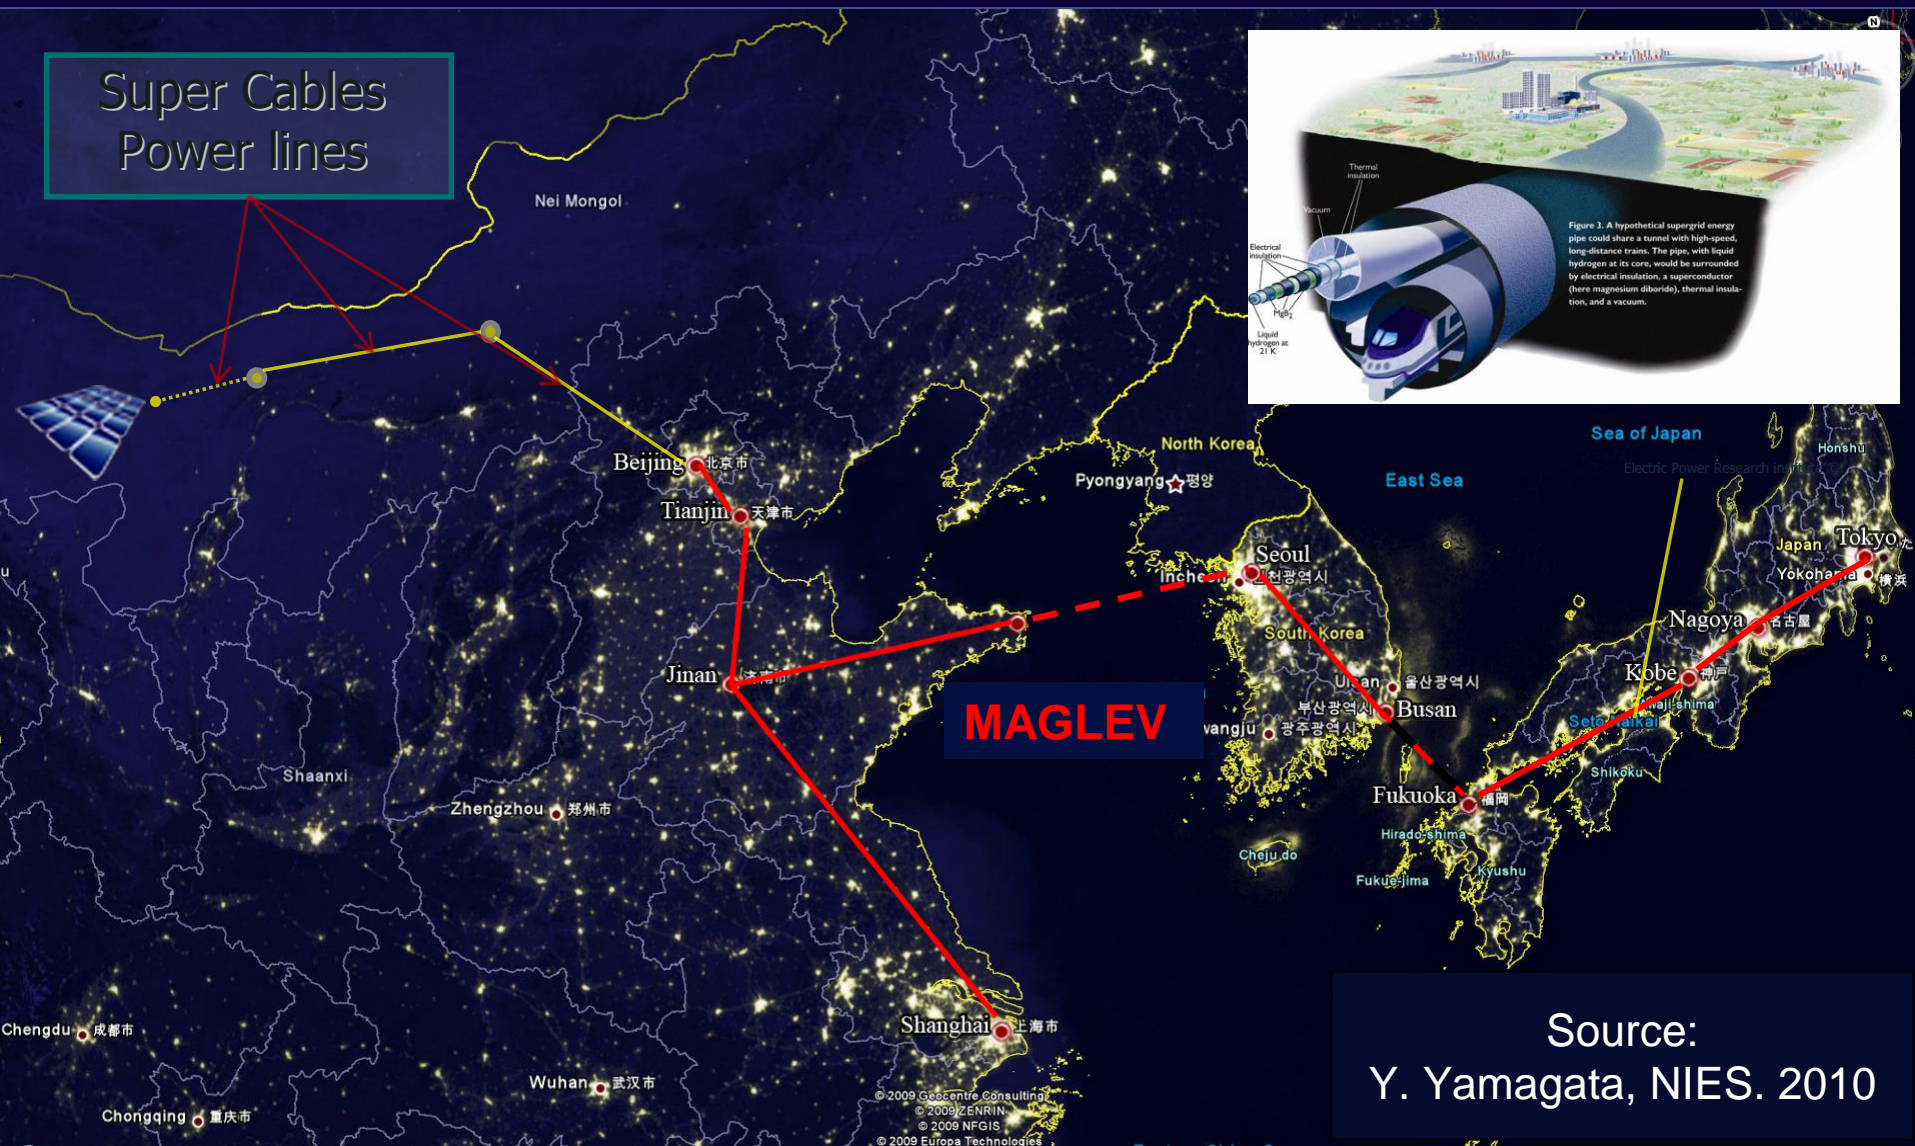 Super Cables
Power lines
Nei Mongol
Thermal
insulation
Vacuum
Electrical
insulation
MgB2
Liquid
hydrogen at
21 K
Figure 3. A hypothetical supergrid energy
pipe could share a tunnel with high-speed,
long-distance trains. The pipe, with liquid
hydrogen at its core, would be surrounded
by electrical insulation, a superconductor
(here magnesium diboride), thermal insula-
tion, and a vacuum.
N
Sea of Japan
Honshu
Electric Power Research
North Korea
Beijing 北京市
Pyongyang 평양
East Sea
Tianjin 天津市
Japan
Tokyo
Seoul
Yokohama 横浜
South Korea
Nagoya 名古屋
Jinan
Kobe 神戸
울산광역시
MAGLEV
부산광역시
Busan
광주광역시
Seto Naikai
Shikoku
Shaanxi
Zhengzhou 郑州市
Fukuoka 福岡
Hirado-shima
Cheju do
Fukue-jima
Kyushu
Chengdu 成都市
Shanghai 上海市
Wuhan 武汉市
Chongqing 重庆市
© 2009 Geocentre Consulting
© 2009 ZENRIN
© 2009 NFGIS
© 2009 Europa Technologies
Source:
Y. Yamagata, NIES. 2010